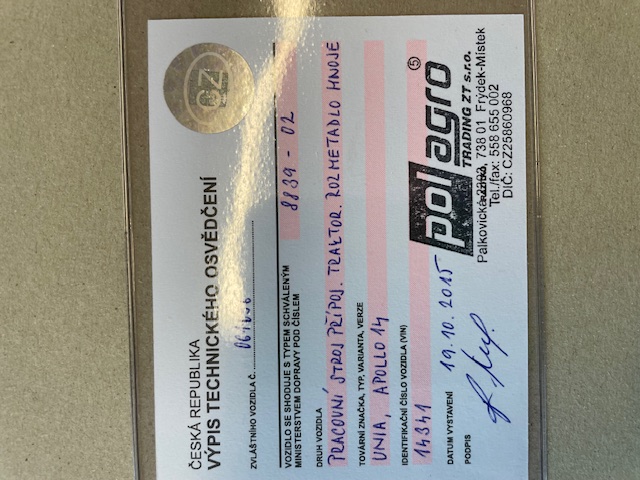 CZ
ČESKÁ REPUBLIKA
VÝPIS TECHNICKÉHO OSVĚDČENÍ
ZVLÁŠTNÍHO VOZIDLA Č.
VOZIDLO SE SHODUJE S TYPEM SCHVÁLENÝM
MINISTERSTVEM DOPRAVY POD ČÍSLEM 8839 - 02
DRUH VOZIDLA
PRACOVNÍ STROJ PŘÍPOJ. TRAKTOR. ROZMETADLO HNOJE
TOVÁRNÍ ZNAČKA, TYP, VARIANTA, VERZE
UNIA, APOLLO 14
IDENTIFIKAČNÍ ČÍSLO VOZIDLA (VIN)
14341
DATUM VYSTAVENÍ 19.10.2015
PODPIS
pol agro 5
TRADING ZT s.r.o.
Palkovická 738 01 Frýdek-Místek
Tel./fax: 558 655 002
DIČ: CZ25860968